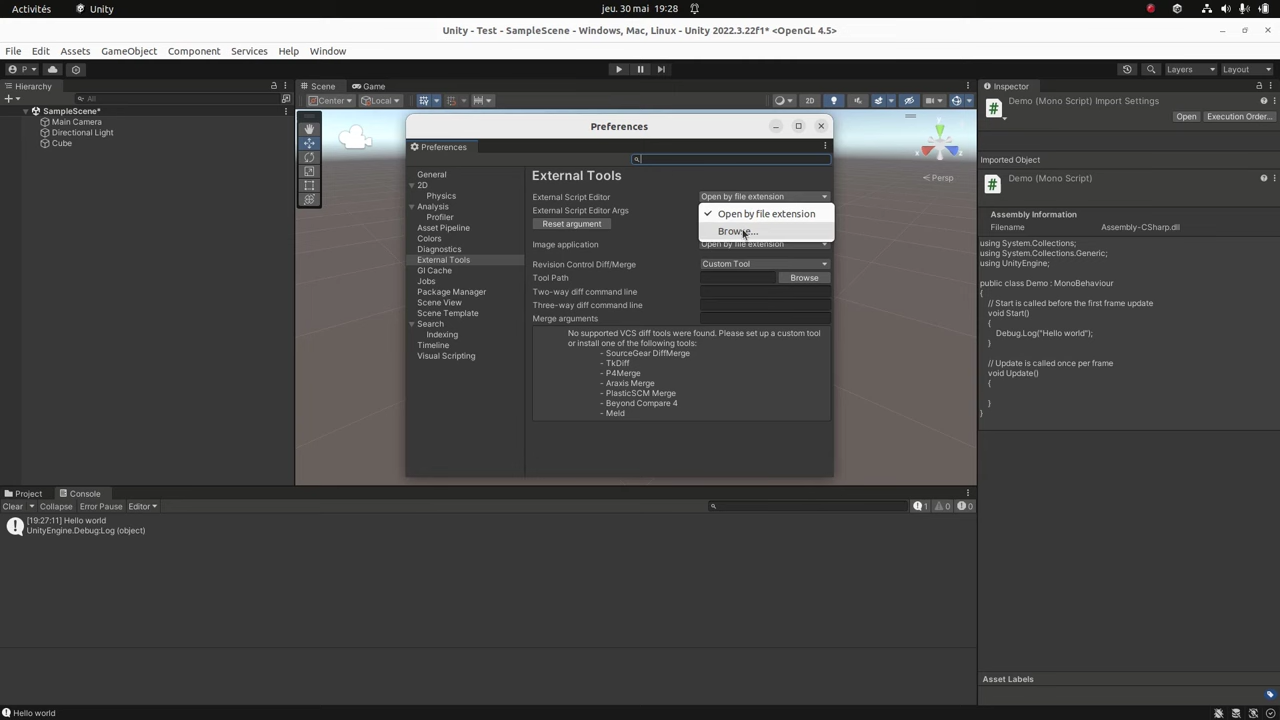 Activités
Unity
jeu. 30 mai 19:28
Unity - Test - SampleScene - Windows, Mac, Linux - Unity 2022.3.22f1* <OpenGL 4.5>
File Edit Assets GameObject Component Services Help Window
P
Layers
Layout
Hierarchy
All
SampleScene*
Main Camera
Directional Light
Cube
Scene
Game
Center
Local
2D
Persp
Preferences
Preferences
General
2D
Physics
Analysis
Profiler
Asset Pipeline
Colors
Diagnostics
External Tools
GI Cache
Jobs
Package Manager
Scene View
Scene Template
Search
Indexing
Timeline
Visual Scripting
External Tools
External Script Editor
Open by file extension
External Script Editor Args
Reset argument
Open by file extension
Browse...
Image application
Open by file extension
Revision Control Diff/Merge
Custom Tool
Tool Path
Browse
Two-way diff command line
Three-way diff command line
Merge arguments
No supported VCS diff tools were found. Please set up a custom tool
or install one of the following tools:
- SourceGear DiffMerge
- TkDiff
- P4Merge
- Araxis Merge
- PlasticSCM Merge
- Beyond Compare 4
- Meld
Inspector
Demo (Mono Script) Import Settings
Open
Execution Order...
Imported Object
Demo (Mono Script)
Assembly Information
Filename
Assembly-CSharp.dll
using System.Collections;
using System.Collections.Generic;
using UnityEngine;
public class Demo : MonoBehaviour
{
// Start is called before the first frame update
void Start()
{
Debug.Log("Hello world");
}
// Update is called once per frame
void Update()
{
}
}
Asset Labels
Project
Console
Clear
Collapse
Error Pause
Editor
1
0
0
[19:27:11] Hello world
UnityEngine.Debug:Log (object)
Hello world